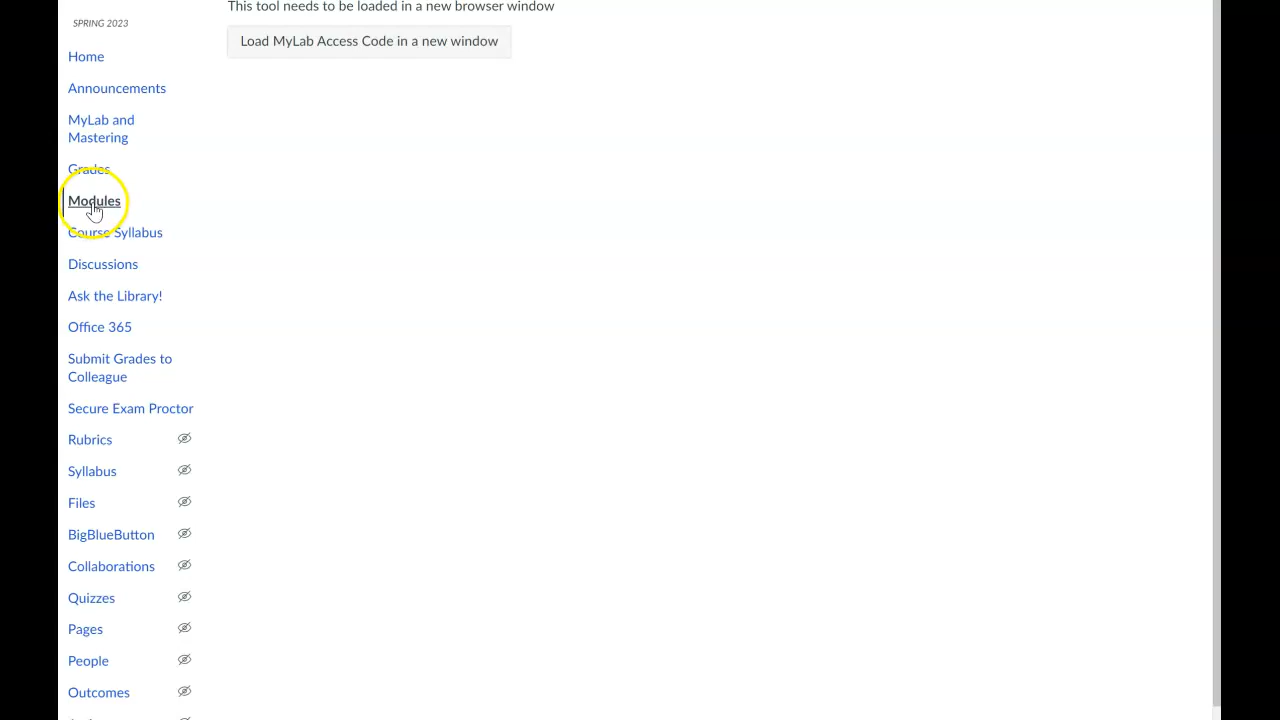 This tool needs to be loaded in a new browser window
Load MyLab Access Code in a new window
SPRING 2023
Home
Announcements
MyLab and
Mastering
Grades
Modules
Course Syllabus
Discussions
Ask the Library!
Office 365
Submit Grades to
Colleague
Secure Exam Proctor
Rubrics
Syllabus
Files
BigBlueButton
Collaborations
Quizzes
Pages
People
Outcomes